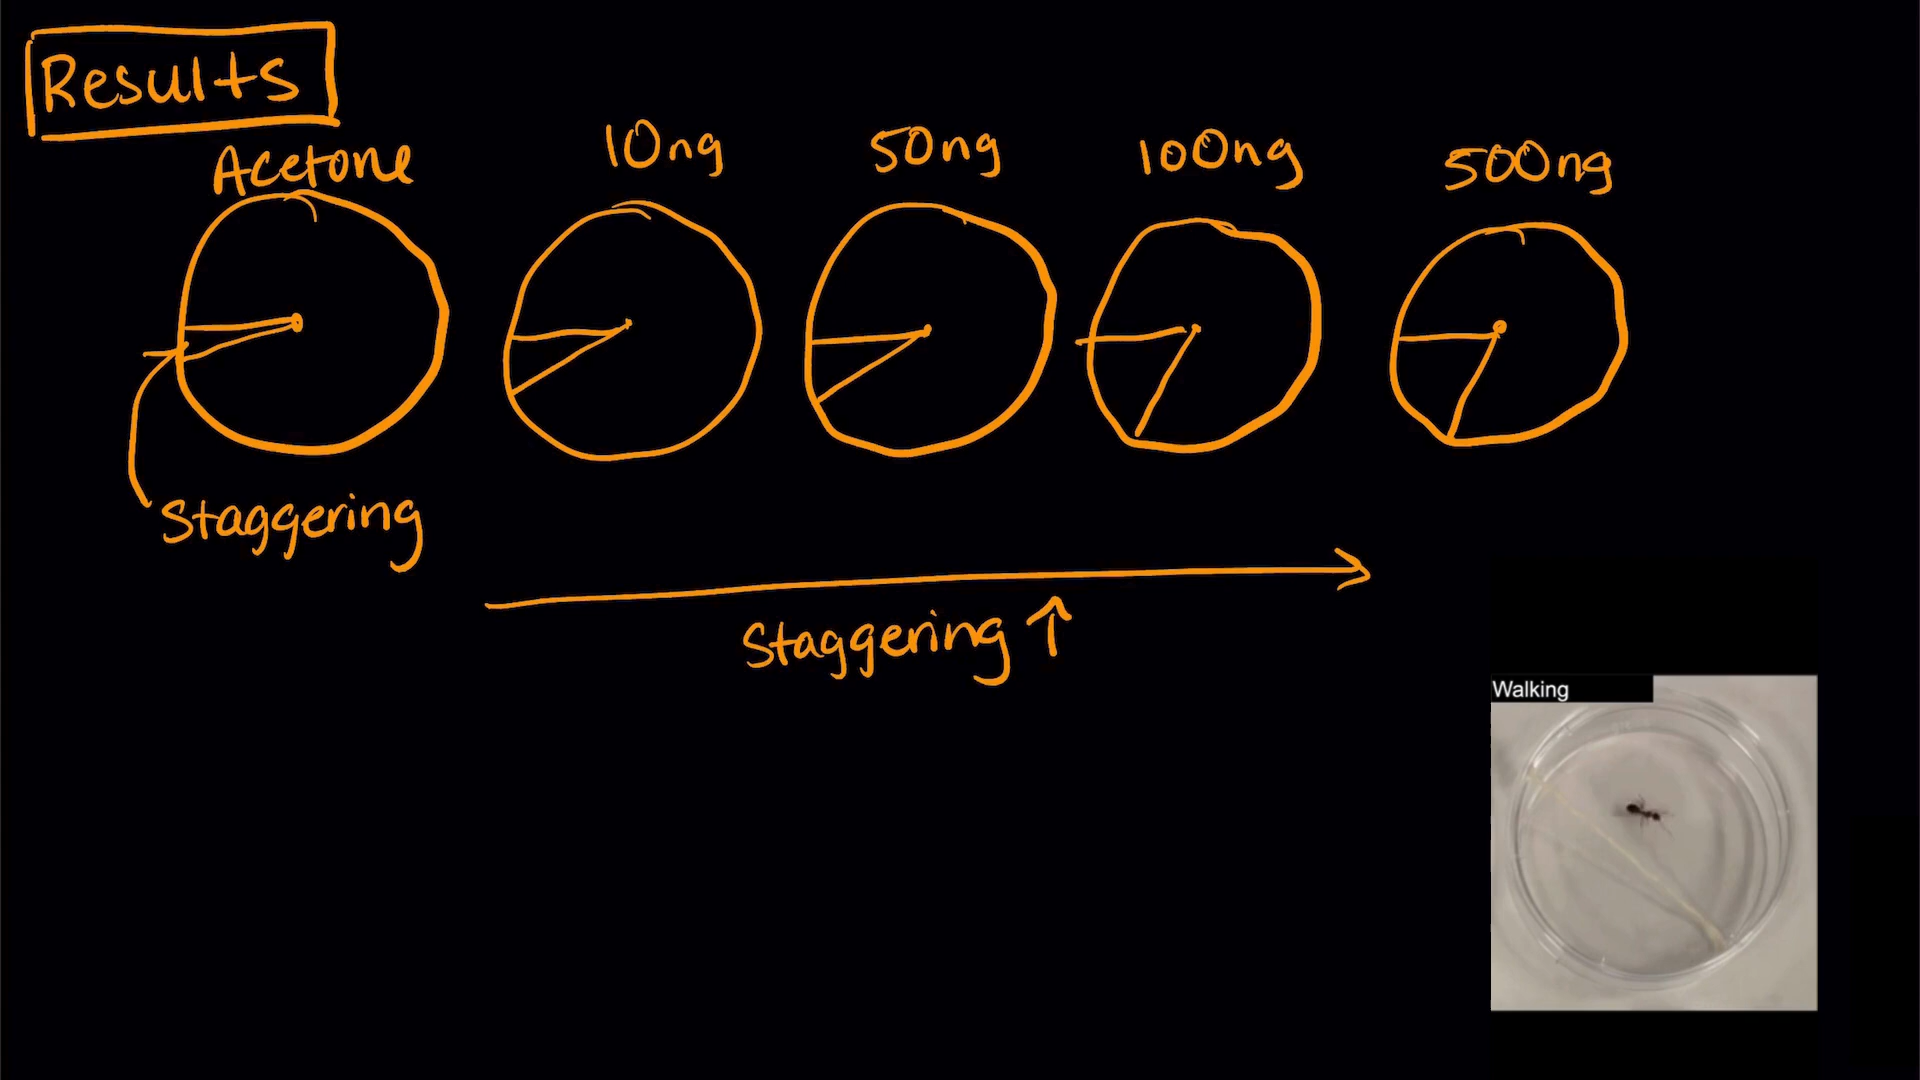 Results
Acetone
10ng
50ng
100ng
500ng
Staggering
Staggering ↑
Walking